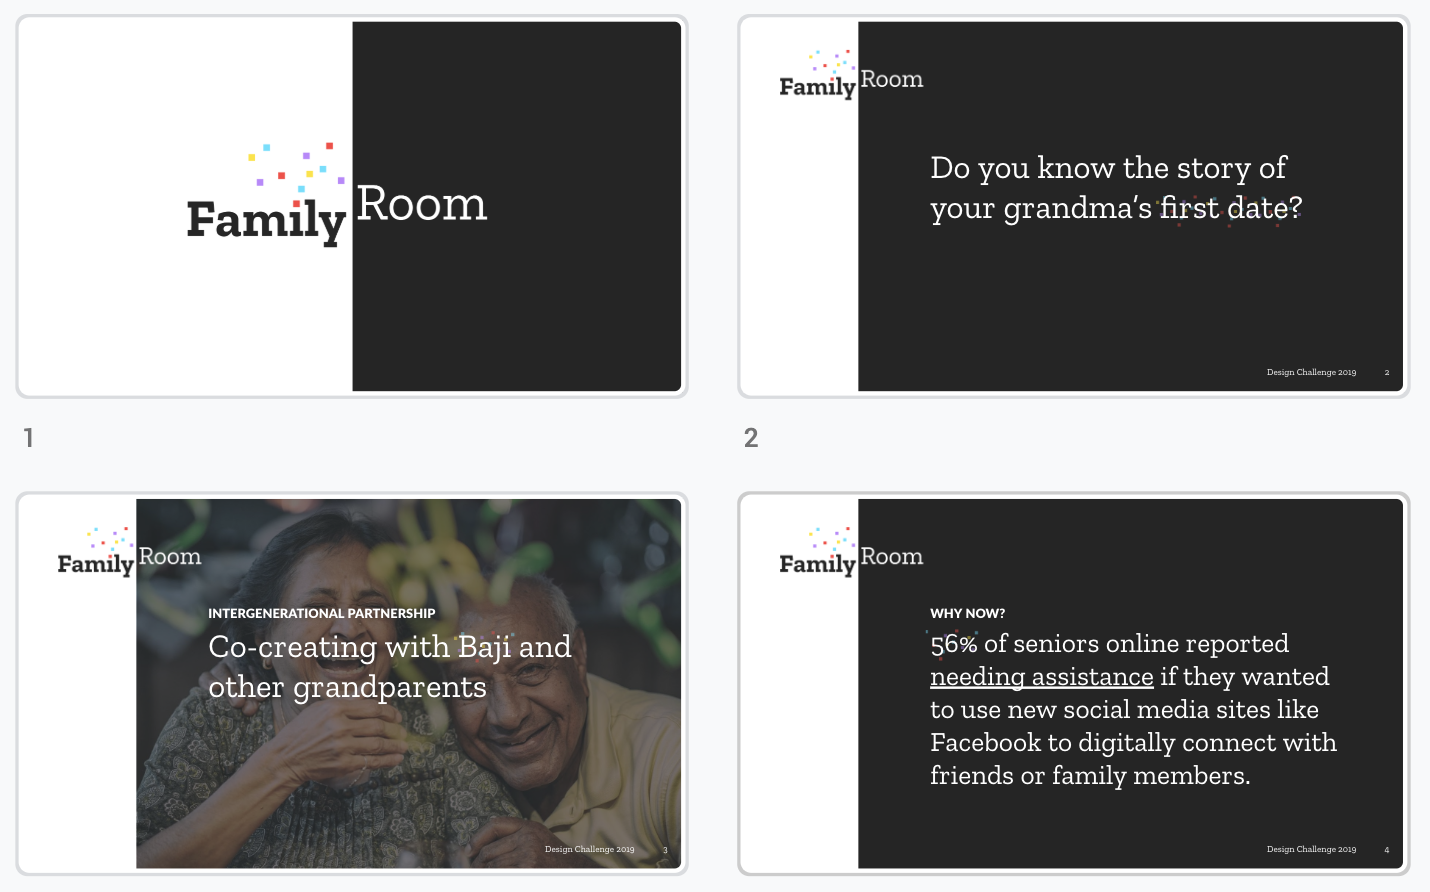 Family Room
1
Family Room
Do you know the story of
your grandma’s first date?
Design Challenge 2019 2
2
Family Room
INTERGENERATIONAL PARTNERSHIP
Co-creating with Baji and
other grandparents
Design Challenge 2019 3
Family Room
WHY NOW?
56% of seniors online reported
needing assistance if they wanted
to use new social media sites like
Facebook to digitally connect with
friends or family members.
Design Challenge 2019 4